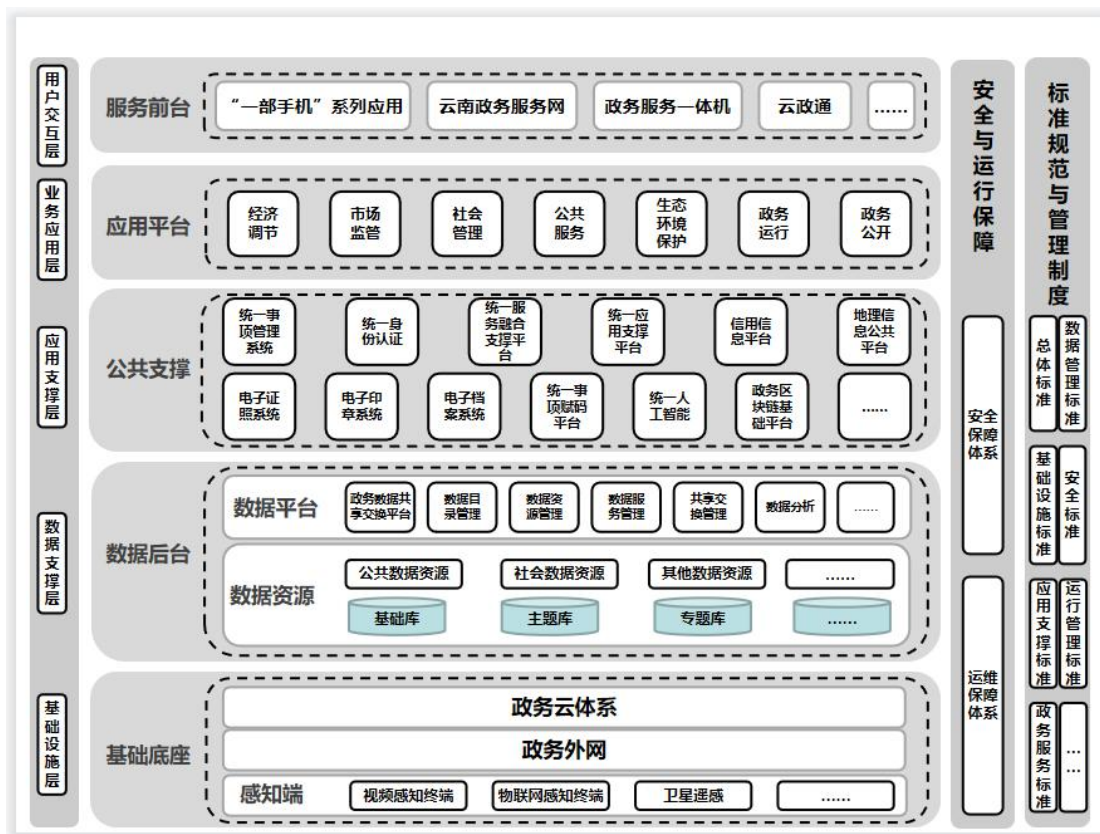 用户交互层
服务前台
“一部手机”系列应用
云南政务服务网
政务服务一体机
云政通
......
业务应用层
应用平台
经济
调节
市场
监管
社会
管理
公共
服务
生态
环境
保护
政务
运行
政务
公开
应用支撑层
公共支撑
统一事
项管理
系统
统一身
份认证
统一服
务融合
支撑平
台
统一应
用支撑
平台
信用信
息平台
地理信
息公共
平台
电子证
照系统
电子印
章系统
电子档
案系统
统一事
项赋码
平台
统一人
工智能
政务区
块链基
础平台
......
数据支撑层
数据后台
数据平台
政务数据共
享交换平台
数据目
录管理
数据资
源管理
数据服
务管理
共享交
换管理
数据分析
......
数据资源
公共数据资源
社会数据资源
其他数据资源
......
基础库
主题库
专题库
......
基础设施层
基础底座
政务云体系
政务外网
感知端
视频感知终端
物联网感知终端
卫星遥感
......
安全与运行保障
安全
保障
体系
运维
保障
体系
标准规范与管理制度
总体标准
数据管理标准
基础设施标准
安全标准
应用支撑标准
运行管理标准
政务服务标准
......